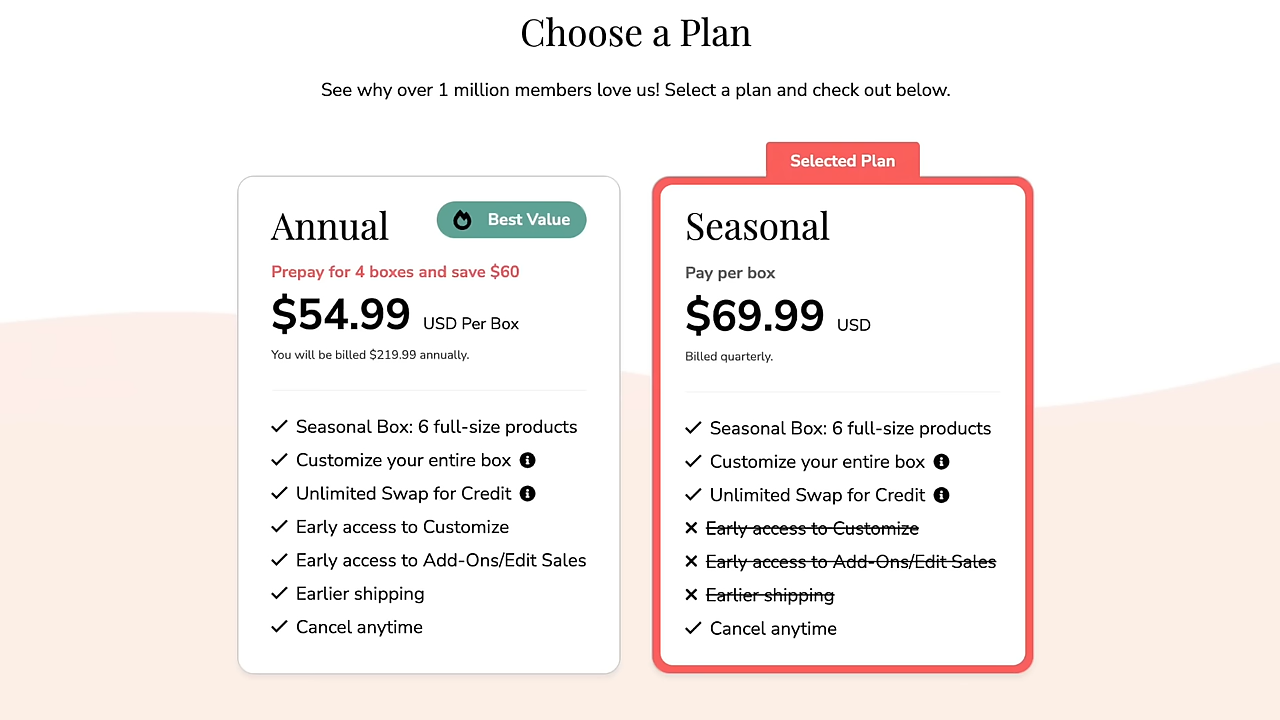 Choose a Plan
See why over 1 million members love us! Select a plan and check out below.
Annual
Best Value
Prepay for 4 boxes and save $60
$54.99 USD Per Box
You will be billed $219.99 annually.
Seasonal Box: 6 full-size products
Customize your entire box
Unlimited Swap for Credit
Early access to Customize
Early access to Add-Ons/Edit Sales
Earlier shipping
Cancel anytime
Selected Plan
Seasonal
Pay per box
$69.99 USD
Billed quarterly.
Seasonal Box: 6 full-size products
Customize your entire box
Unlimited Swap for Credit
Early access to Customize
Early access to Add-Ons/Edit Sales
Earlier shipping
Cancel anytime